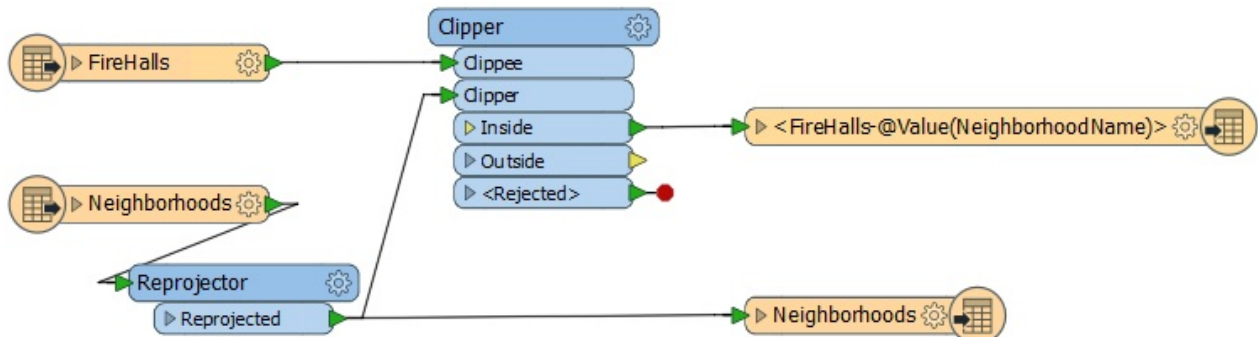 FireHalls
Neighborhoods
Reprojector
Reprojected
Clipper
Clippee
Clipper
Inside
Outside
<Rejected>
<FireHalls-@Value(NeighborhoodName)>
Neighborhoods